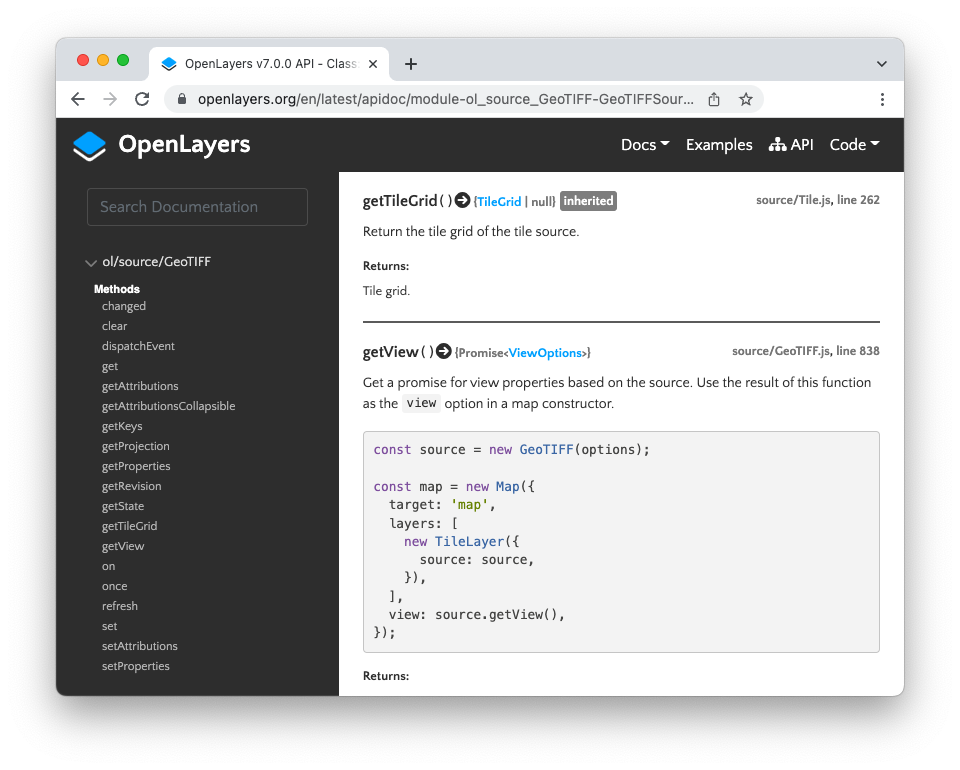 OpenLayers v7.0.0 API - Class
openlayers.org/en/latest/apidoc/module-ol_source_GeoTIFF-GeoTIFFSour...
OpenLayers
Docs Examples API Code
Search Documentation
ol/source/GeoTIFF
Methods
changed
clear
dispatchEvent
get
getAttributions
getAttributionsCollapsible
getKeys
getProjection
getProperties
getRevision
getState
getTileGrid
getView
on
once
refresh
set
setAttributions
setProperties
getTileGrid() {TileGrid | null} inherited source/Tile.js, line 262
Return the tile grid of the tile source.
Returns:
Tile grid.
getView() {Promise<ViewOptions>} source/GeoTIFF.js, line 838
Get a promise for view properties based on the source. Use the result of this function
as the view option in a map constructor.
const source = new GeoTIFF(options);
const map = new Map({
  target: 'map',
  layers: [
    new TileLayer({
      source: source,
    }),
  ],
  view: source.getView(),
});
Returns: